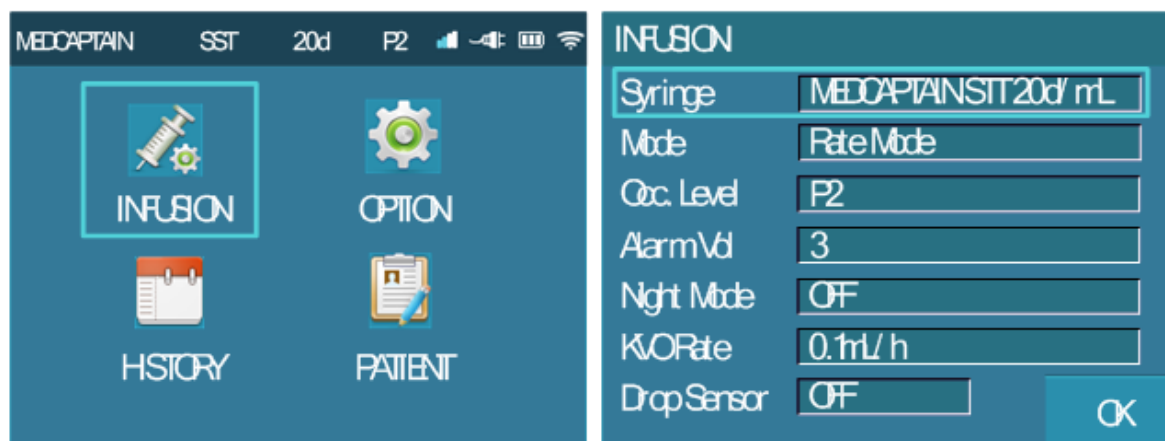 MEDCAPTAIN SST 20d P2
INFUSION OPTION
HISTORY PATIENT
INFUSION
Syringe MEDCAPTAIN STT 20d/mL
Mode Rate Mode
Occ. Level P2
Alarm Vol 3
Night Mode OFF
KVO Rate 0.1mL/h
Drop Sensor OFF
OK